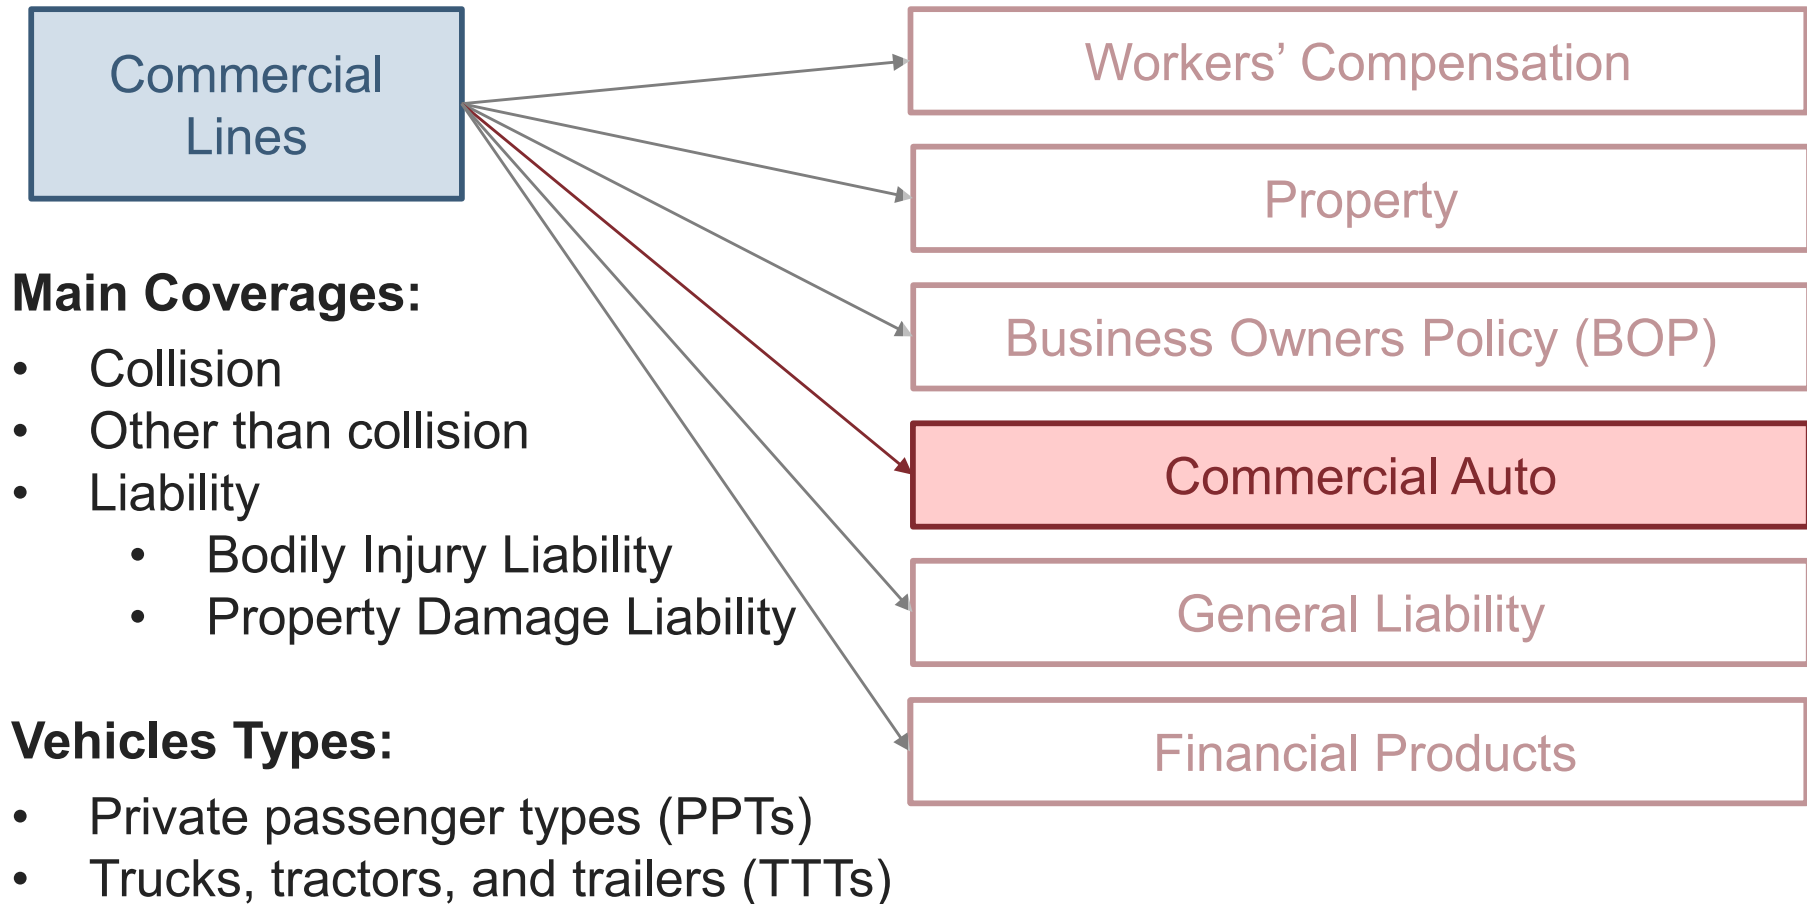 Commercial
Lines
Main Coverages:
• Collision
• Other than collision
• Liability
• Bodily Injury Liability
• Property Damage Liability
Vehicles Types:
• Private passenger types (PPTs)
• Trucks, tractors, and trailers (TTTs)
Workers’ Compensation
Property
Business Owners Policy (BOP)
Commercial Auto
General Liability
Financial Products